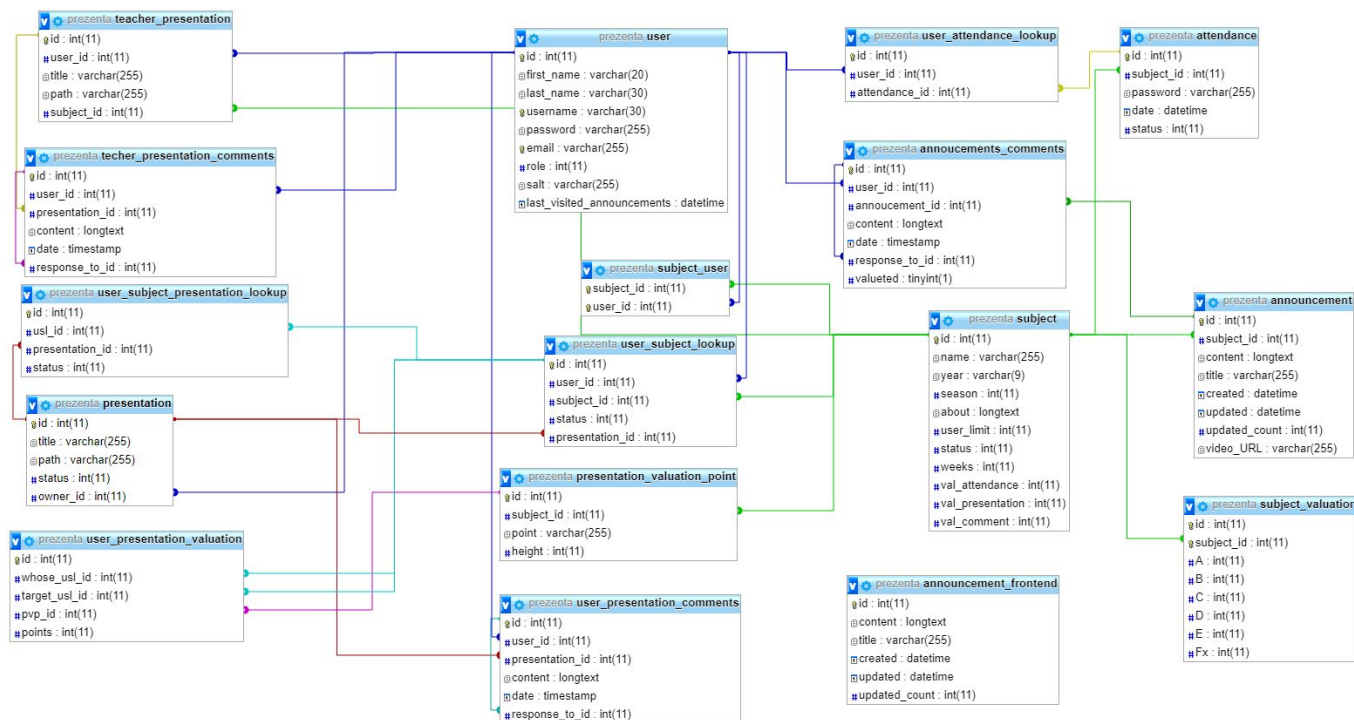 prezenta teacher_presentation
id : int(11)
user_id : int(11)
title : varchar(255)
path : varchar(255)
subject_id : int(11)
prezenta techer_presentation_comments
id : int(11)
user_id : int(11)
presentation_id : int(11)
content : longtext
date : timestamp
response_to_id : int(11)
prezenta user_subject_presentation_lookup
id : int(11)
usl_id : int(11)
presentation_id : int(11)
status : int(11)
prezenta presentation
id : int(11)
title : varchar(255)
path : varchar(255)
status : int(11)
owner_id : int(11)
prezenta user_presentation_valuation
id : int(11)
whose_usl_id : int(11)
target_usl_id : int(11)
pvp_id : int(11)
points : int(11)
prezenta user
id : int(11)
first_name : varchar(20)
last_name : varchar(30)
username : varchar(30)
password : varchar(255)
email : varchar(255)
role : int(11)
salt : varchar(255)
last_visited_announcements : datetime
prezenta subject_user
subject_id : int(11)
user_id : int(11)
prezenta user_subject_lookup
id : int(11)
user_id : int(11)
subject_id : int(11)
status : int(11)
presentation_id : int(11)
prezenta presentation_valuation_point
id : int(11)
subject_id : int(11)
point : varchar(255)
height : int(11)
prezenta user_presentation_comments
id : int(11)
user_id : int(11)
presentation_id : int(11)
content : longtext
date : timestamp
response_to_id : int(11)
prezenta user_attendance_lookup
id : int(11)
user_id : int(11)
attendance_id : int(11)
prezenta annoucements_comments
id : int(11)
user_id : int(11)
annoucement_id : int(11)
content : longtext
date : timestamp
response_to_id : int(11)
valueted : tinyint(1)
prezenta subject
id : int(11)
name : varchar(255)
year : varchar(9)
season : int(11)
about : longtext
user_limit : int(11)
status : int(11)
weeks : int(11)
val_attendance : int(11)
val_presentation : int(11)
val_comment : int(11)
prezenta announcement_frontend
id : int(11)
content : longtext
title : varchar(255)
created : datetime
updated : datetime
updated_count : int(11)
prezenta attendance
id : int(11)
subject_id : int(11)
password : varchar(255)
date : datetime
status : int(11)
prezenta announcement
id : int(11)
subject_id : int(11)
content : longtext
title : varchar(255)
created : datetime
updated : datetime
updated_count : int(11)
video_URL : varchar(255)
prezenta subject_valuation
id : int(11)
subject_id : int(11)
A : int(11)
B : int(11)
C : int(11)
D : int(11)
E : int(11)
Fx : int(11)